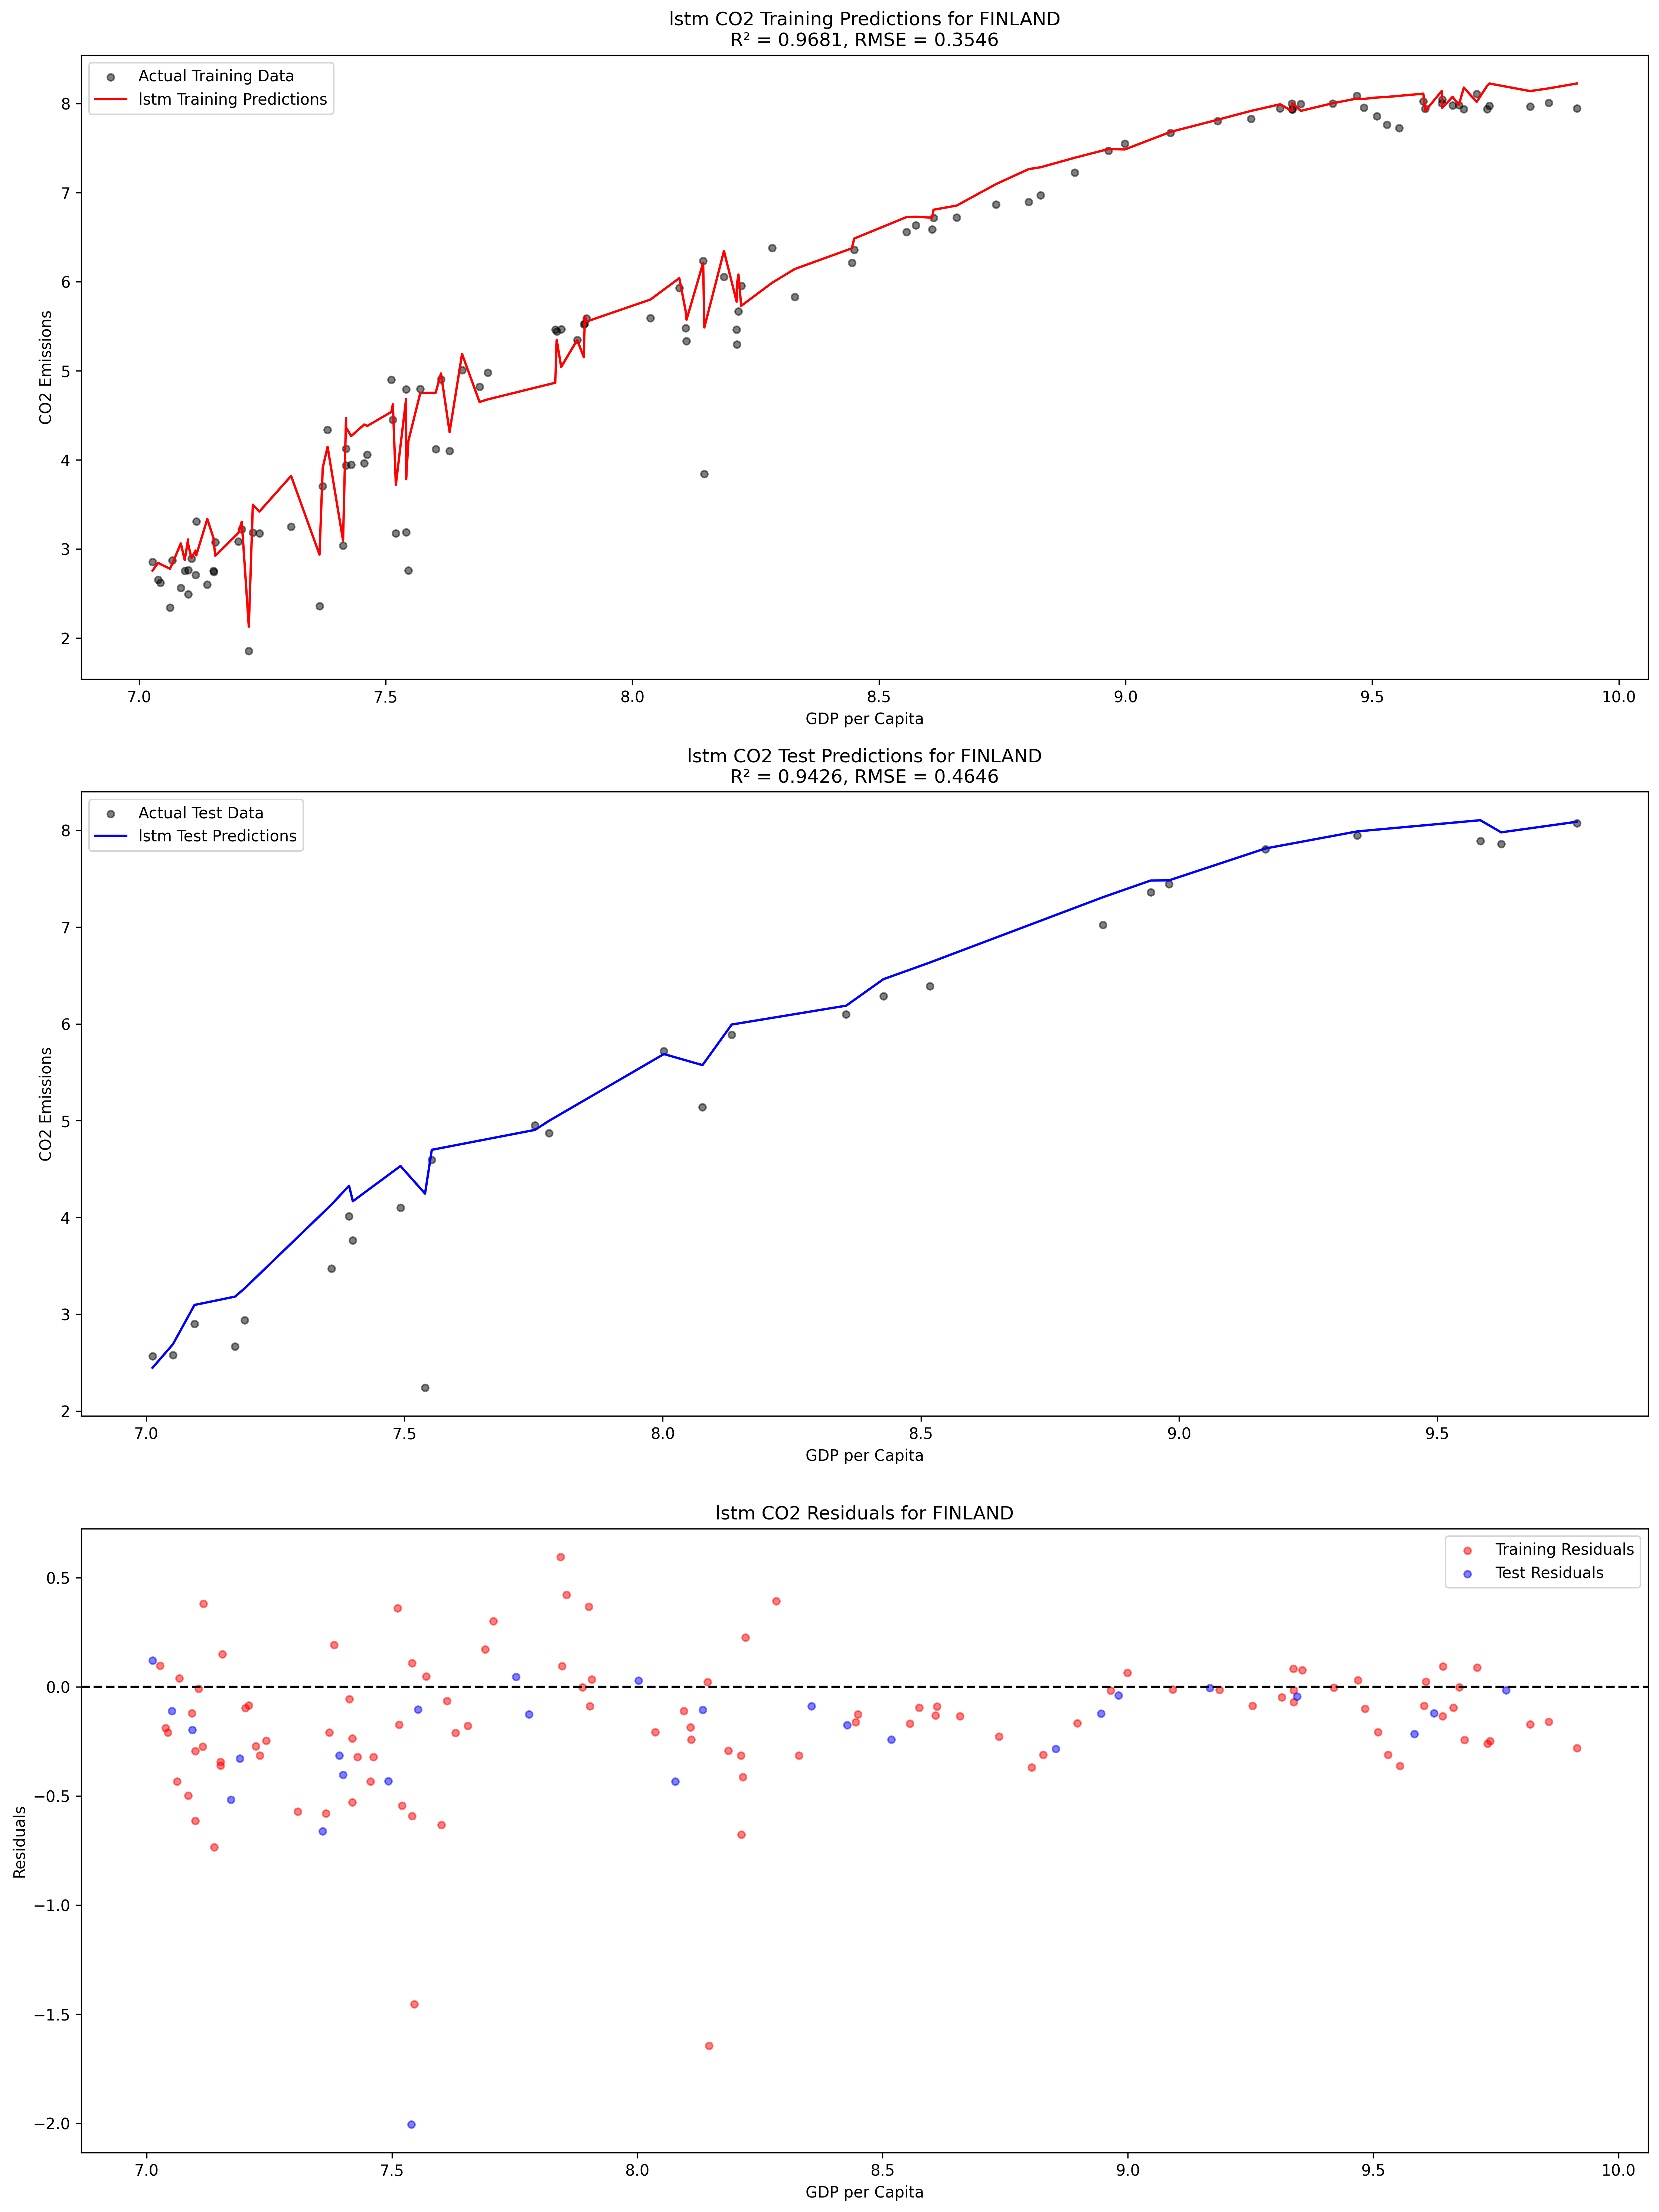 lstm CO2 Training Predictions for FINLAND
R² = 0.9681, RMSE = 0.3546
Actual Training Data
lstm Training Predictions
8
7
6
5
4
3
2
CO2 Emissions
7.0 7.5 8.0 8.5 9.0 9.5 10.0
GDP per Capita
lstm CO2 Test Predictions for FINLAND
R² = 0.9426, RMSE = 0.4646
Actual Test Data
lstm Test Predictions
8
7
6
5
4
3
2
CO2 Emissions
7.0 7.5 8.0 8.5 9.0 9.5
GDP per Capita
lstm CO2 Residuals for FINLAND
Training Residuals
Test Residuals
0.5
0.0
−0.5
−1.0
−1.5
−2.0
Residuals
7.0 7.5 8.0 8.5 9.0 9.5 10.0
GDP per Capita